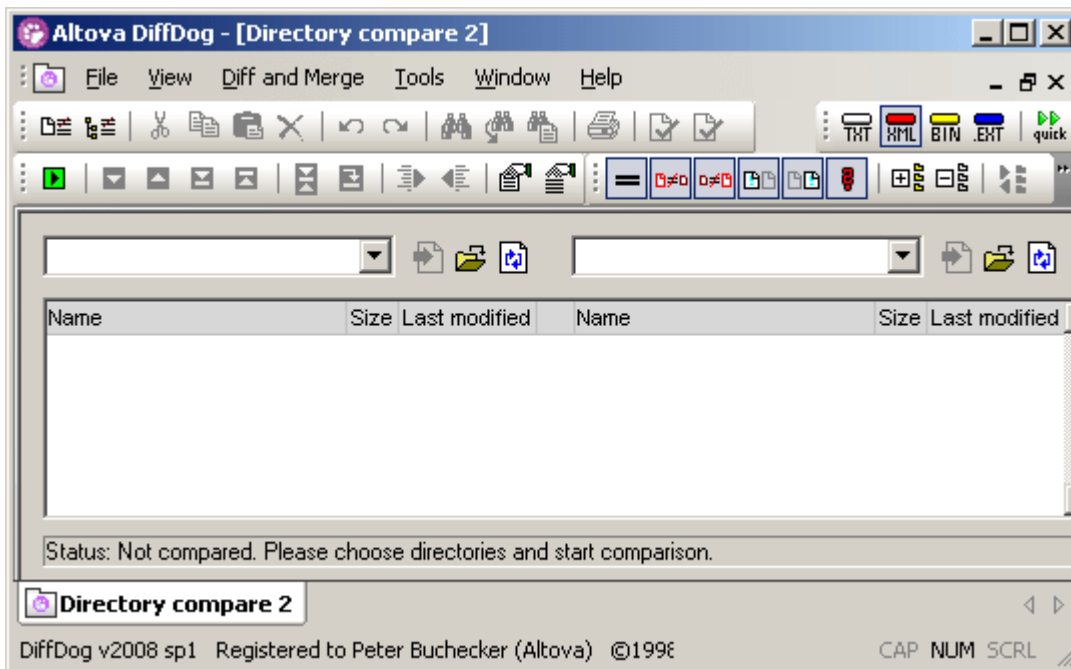 Altova DiffDog - [Directory compare 2]
File View Diff and Merge Tools Window Help
TXT XML BIN .EXT quick
Name Size Last modified Name Size Last modified
Status: Not compared. Please choose directories and start comparison.
Directory compare 2
DiffDog v2008 sp1 Registered to Peter Buchecker (Altova) ©1998 CAP NUM SCRL